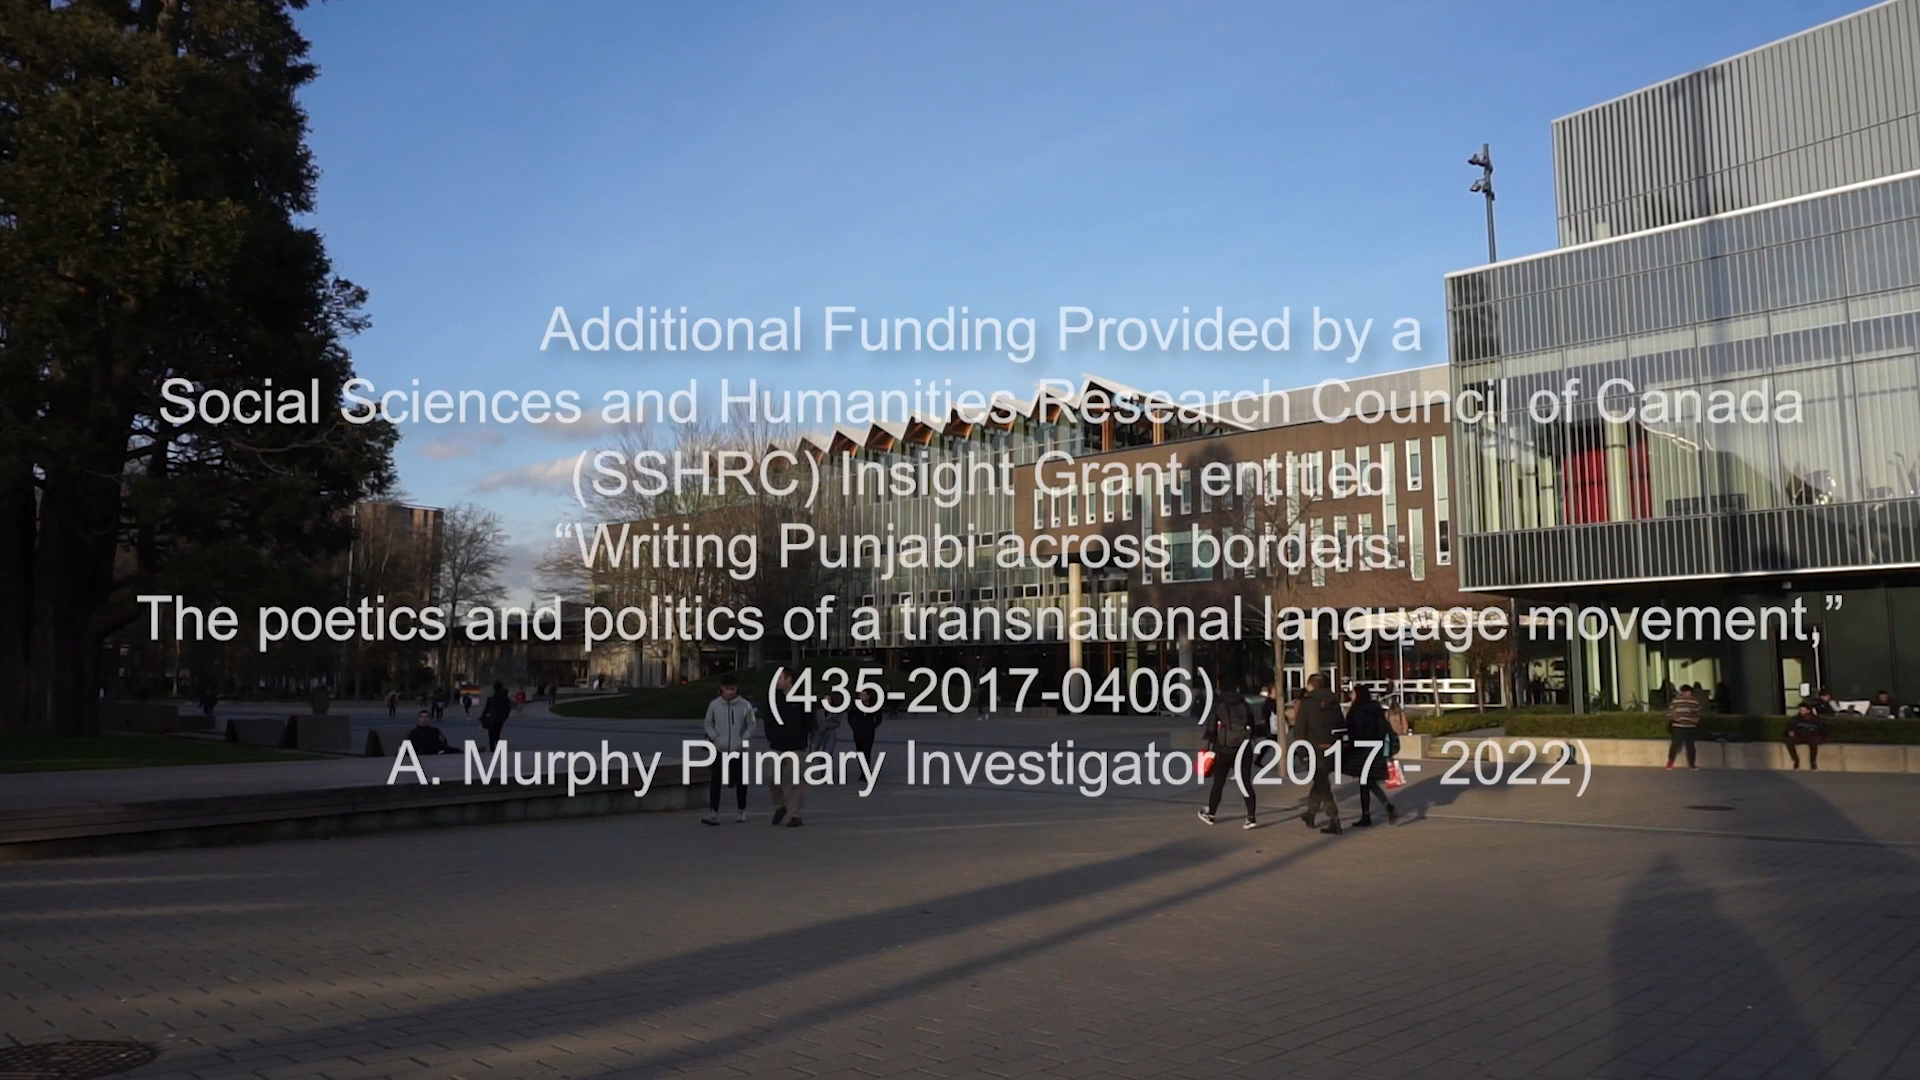 Additional Funding Provided by a
Social Sciences and Humanities Research Council of Canada
(SSHRC) Insight Grant entitled
“Writing Punjabi across borders:
The poetics and politics of a transnational language movement,”
(435-2017-0406)
A. Murphy Primary Investigator (2017 - 2022)